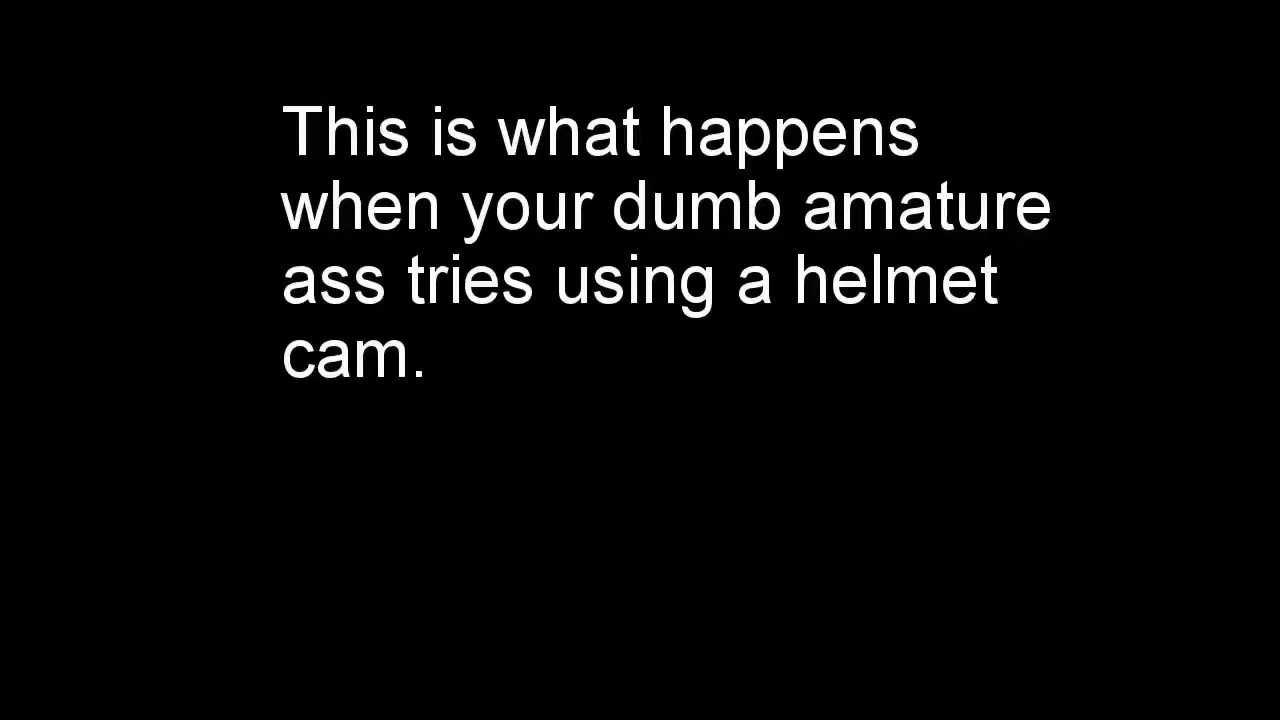 This is what happens
when your dumb amature
ass tries using a helmet
cam.